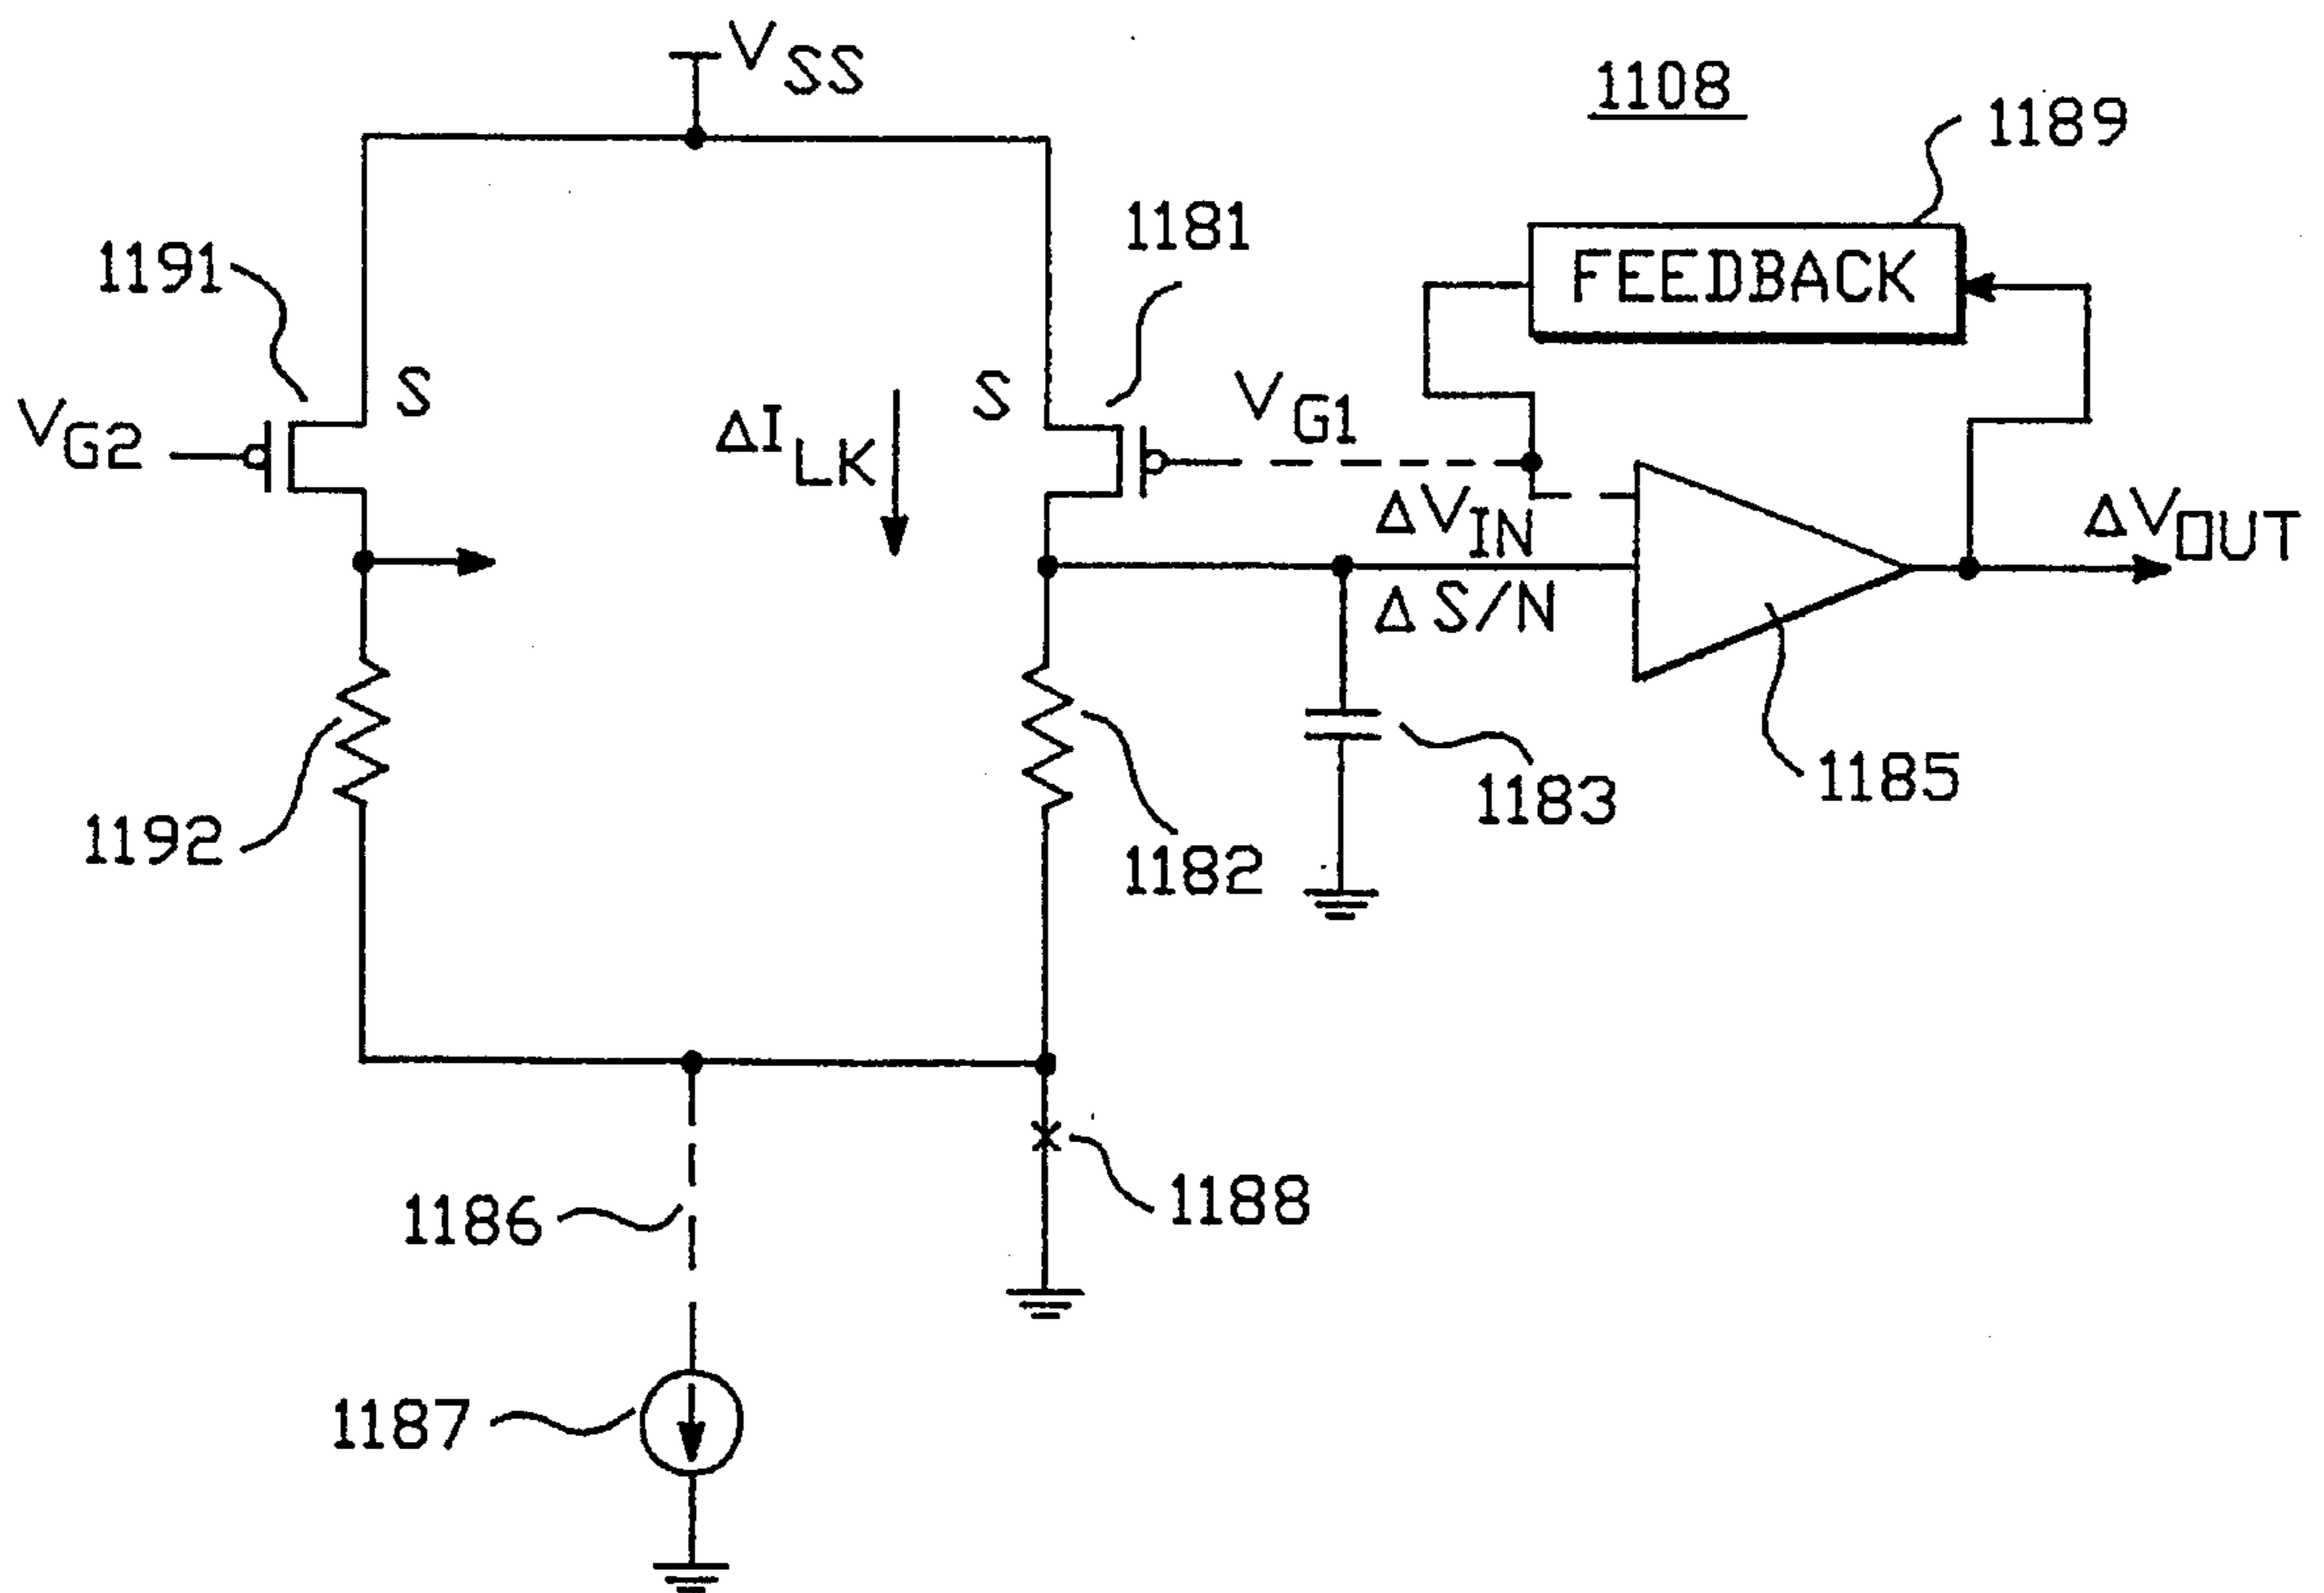 VSS
1108
1189
1181
FEEDBACK
1191
S
S
VG1
VG2
ΔILK
ΔVIN
ΔVOUT
ΔS/N
1185
1183
1192
1182
1186
1188
1187